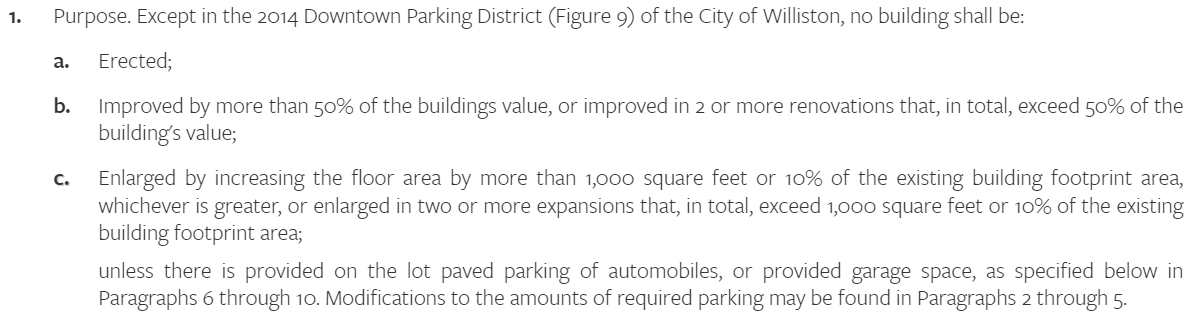 1. Purpose. Except in the 2014 Downtown Parking District (Figure 9) of the City of Williston, no building shall be:
a. Erected;
b. Improved by more than 50% of the buildings value, or improved in 2 or more renovations that, in total, exceed 50% of the
building's value;
c. Enlarged by increasing the floor area by more than 1,000 square feet or 10% of the existing building footprint area,
whichever is greater, or enlarged in two or more expansions that, in total, exceed 1,000 square feet or 10% of the existing
building footprint area;
unless there is provided on the lot paved parking of automobiles, or provided garage space, as specified below in
Paragraphs 6 through 10. Modifications to the amounts of required parking may be found in Paragraphs 2 through 5.